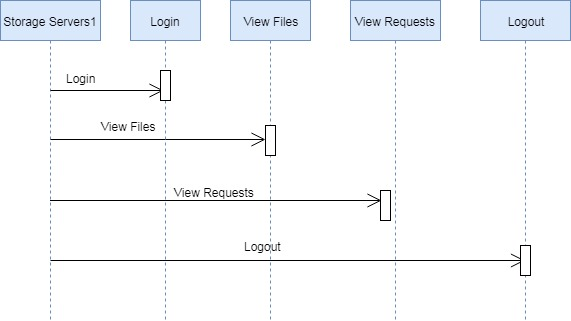 Storage Servers1 Login View Files View Requests Logout
Login
View Files
View Requests
Logout